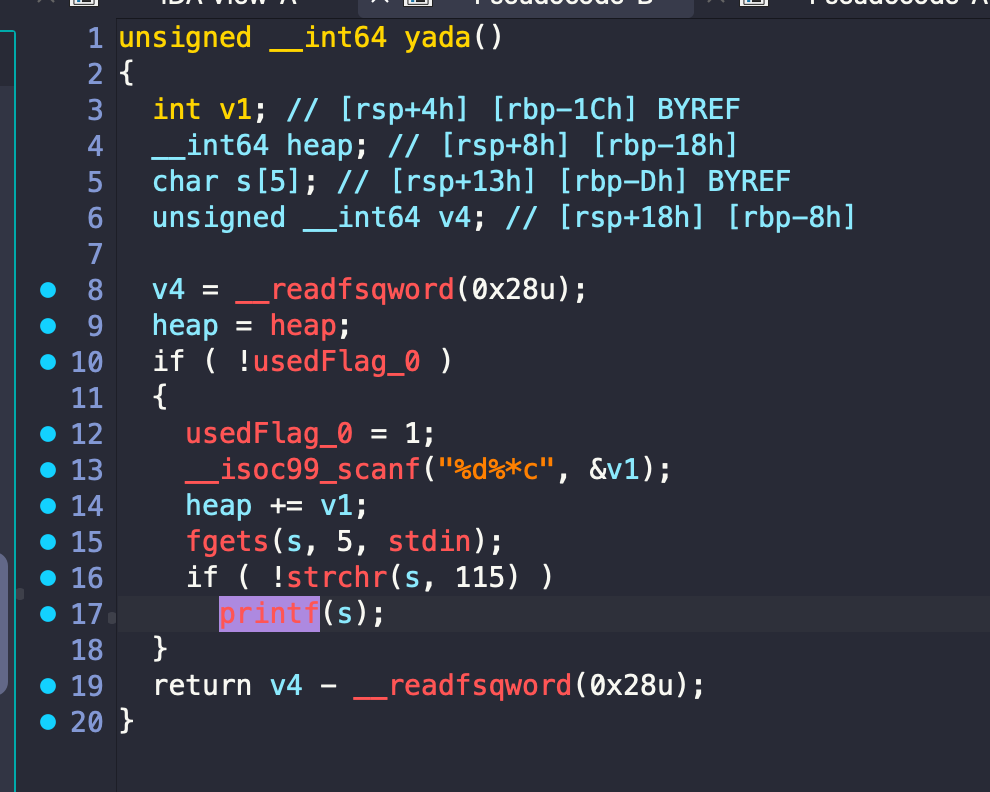 IDA View-A Pseudocode-B Pseudocode-A
1 unsigned __int64 yada()
2 {
3   int v1; // [rsp+4h] [rbp-1Ch] BYREF
4   __int64 heap; // [rsp+8h] [rbp-18h]
5   char s[5]; // [rsp+13h] [rbp-Dh] BYREF
6   unsigned __int64 v4; // [rsp+18h] [rbp-8h]
7
8   v4 = __readfsqword(0x28u);
9   heap = heap;
10   if ( !usedFlag_0 )
11   {
12     usedFlag_0 = 1;
13     __isoc99_scanf("%d%*c", &v1);
14     heap += v1;
15     fgets(s, 5, stdin);
16     if ( !strchr(s, 115) )
17       printf(s);
18   }
19   return v4 - __readfsqword(0x28u);
20 }